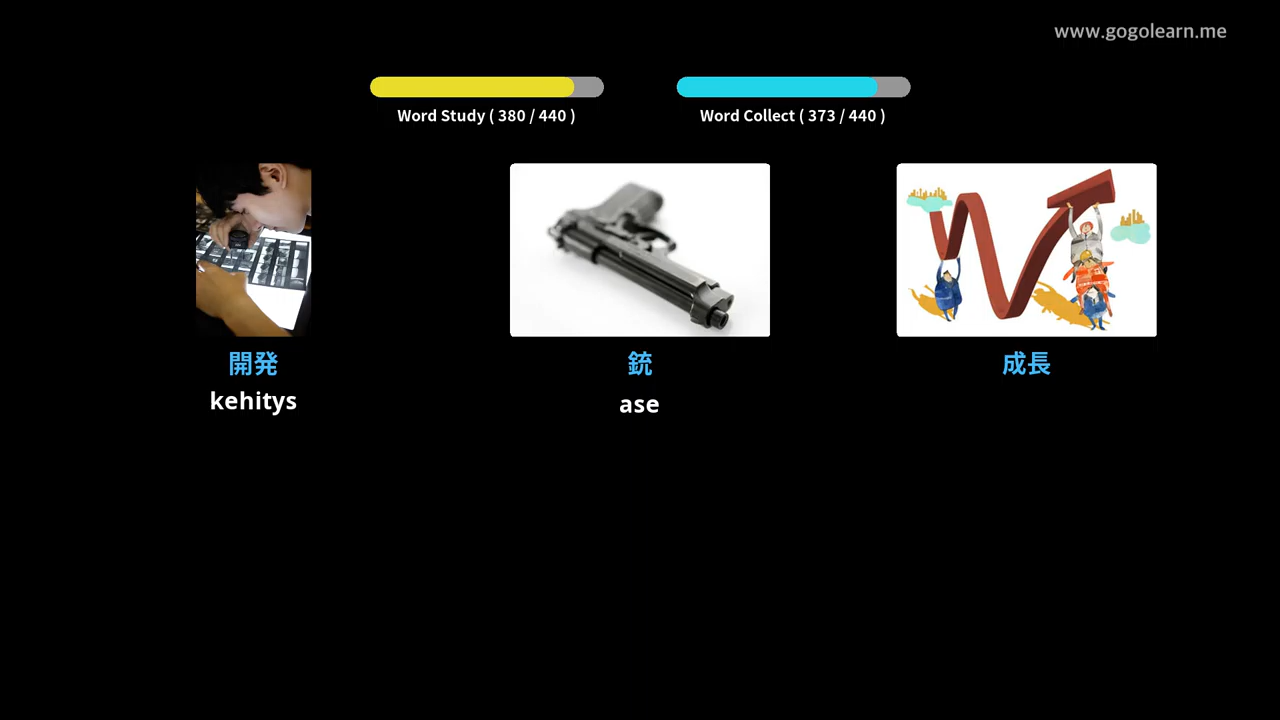 www.gogolearn.me
Word Study ( 380 / 440 )
Word Collect ( 373 / 440 )
開発
銃
成長
kehitys
ase